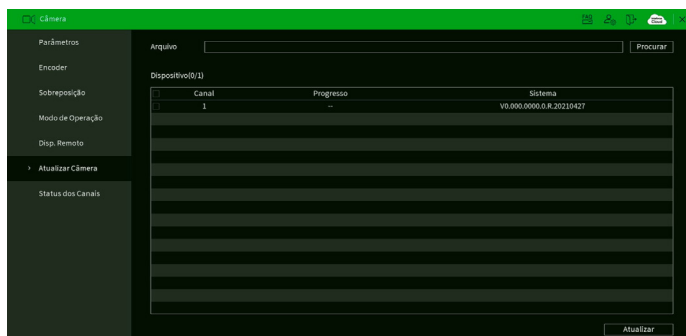 Câmera
Parâmetros
Encoder
Sobreposição
Modo de Operação
Disp. Remoto
Atualizar Câmera
Status dos Canais
Arquivo
Procurar
Dispositivo(0/1)
Canal Progresso Sistema
1 -- V0.000.0000.0.R.20210427
Atualizar